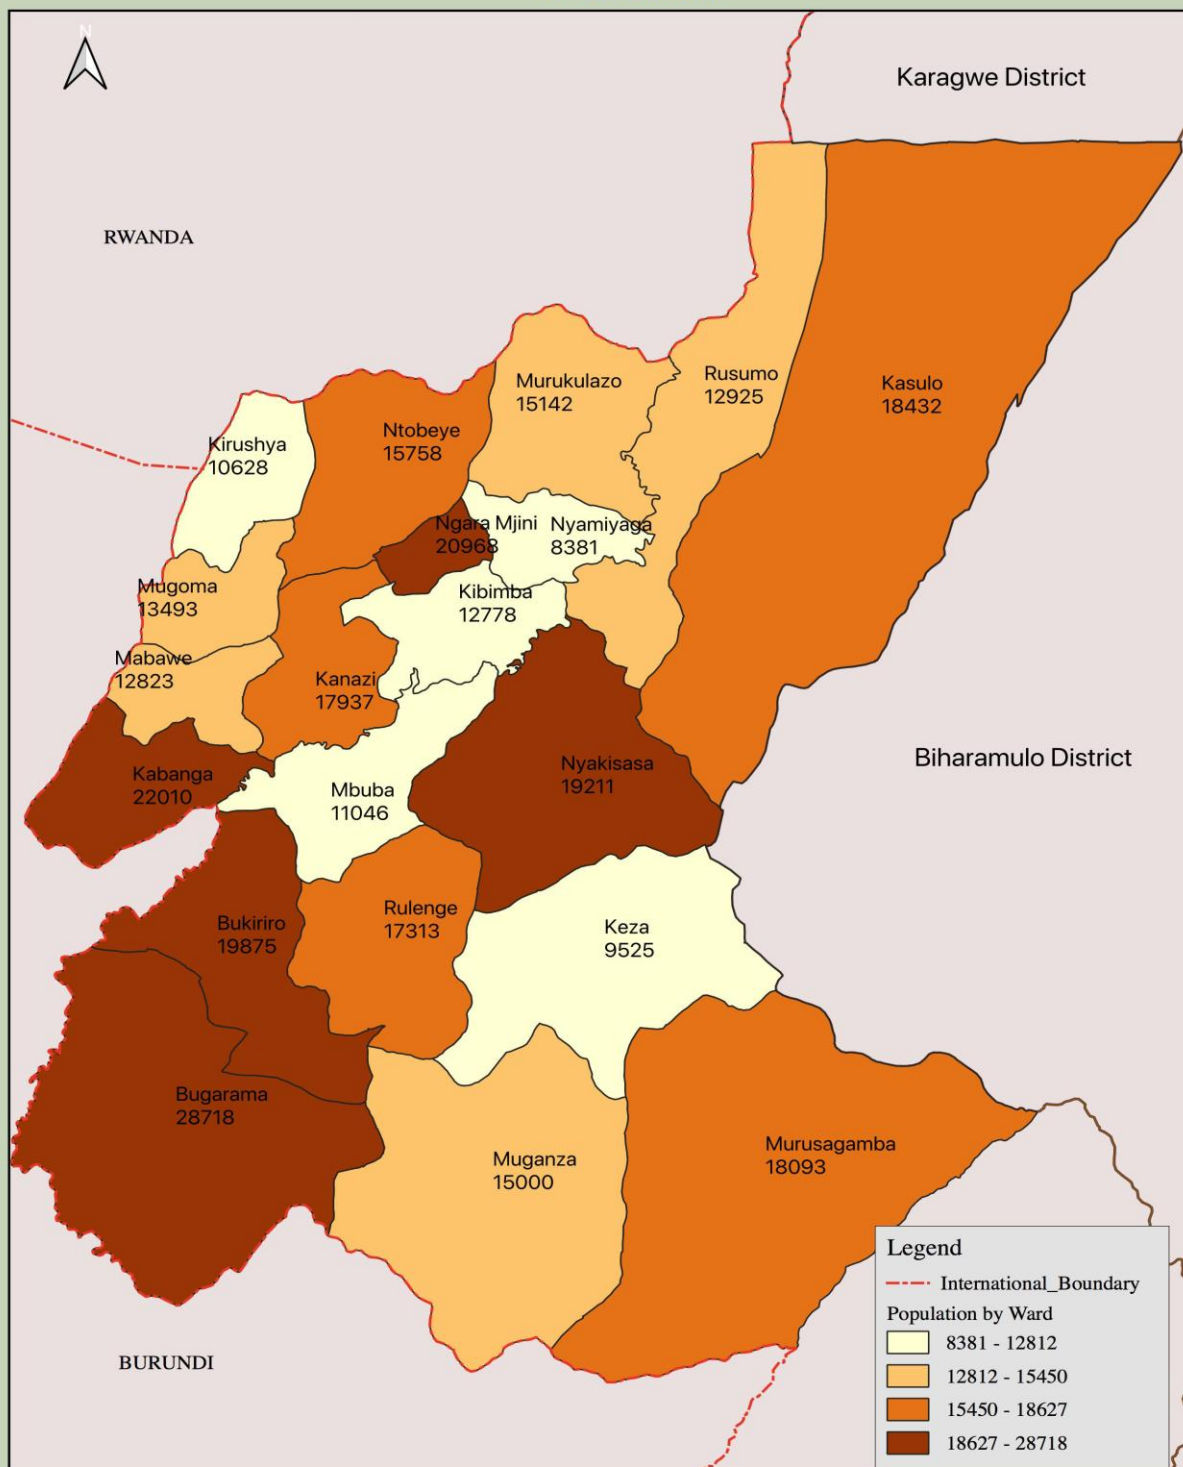 N
Karagwe District
RWANDA
Rusumo
12925
Murukulazo
15142
Kasulo
18432
Ntobeye
15758
Kirushya
10628
Ngara Mjini
20968
Nyamiyaga
8381
Mugoma
13493
Kibimba
12778
Mabawe
12823
Kanazi
17937
Biharamulo District
Nyakisasa
19211
Kabanga
22010
Mbuba
11046
Rulenge
17313
Bukiriro
19875
Keza
9525
Bugarama
28718
Murusagamba
18093
Muganza
15000
BURUNDI
Legend
International_Boundary
Population by Ward
8381 - 12812
12812 - 15450
15450 - 18627
18627 - 28718